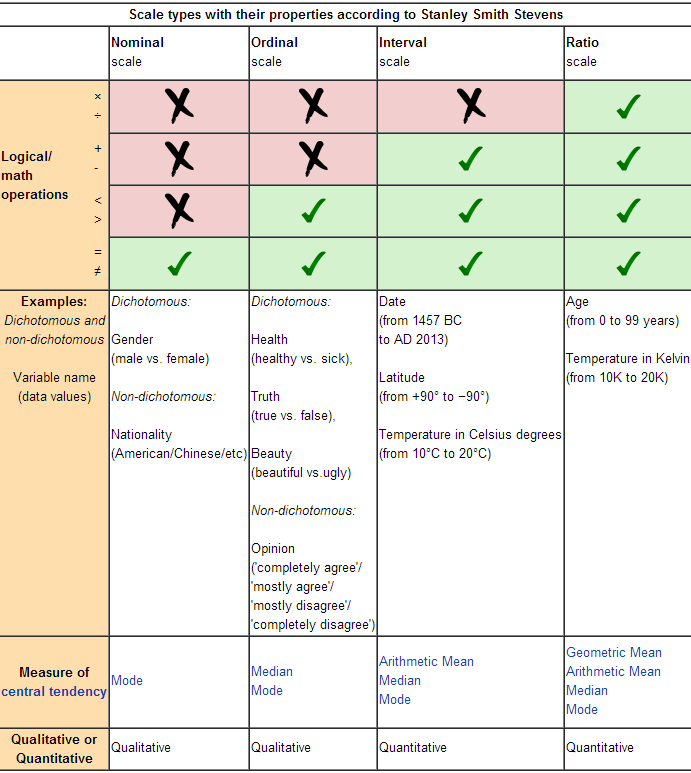 Scale types with their properties according to Stanley Smith Stevens
Nominal
scale
Ordinal
scale
Interval
scale
Ratio
scale
Logical/
math
operations
×
÷
+
-
<
>
=
≠
Examples:
Dichotomous and
non-dichotomous
Variable name
(data values)
Dichotomous:
Gender
(male vs. female)
Non-dichotomous:
Nationality
(American/Chinese/etc)
Dichotomous:
Health
(healthy vs. sick),
Truth
(true vs. false),
Beauty
(beautiful vs.ugly)
Non-dichotomous:
Opinion
('completely agree'/
'mostly agree'/
'mostly disagree'/
'completely disagree')
Date
(from 1457 BC
to AD 2013)
Latitude
(from +90° to −90°)
Temperature in Celsius degrees
(from 10°C to 20°C)
Age
(from 0 to 99 years)
Temperature in Kelvin
(from 10K to 20K)
Measure of
central tendency
Mode
Median
Mode
Arithmetic Mean
Median
Mode
Geometric Mean
Arithmetic Mean
Median
Mode
Qualitative or
Quantitative
Qualitative
Qualitative
Quantitative
Quantitative